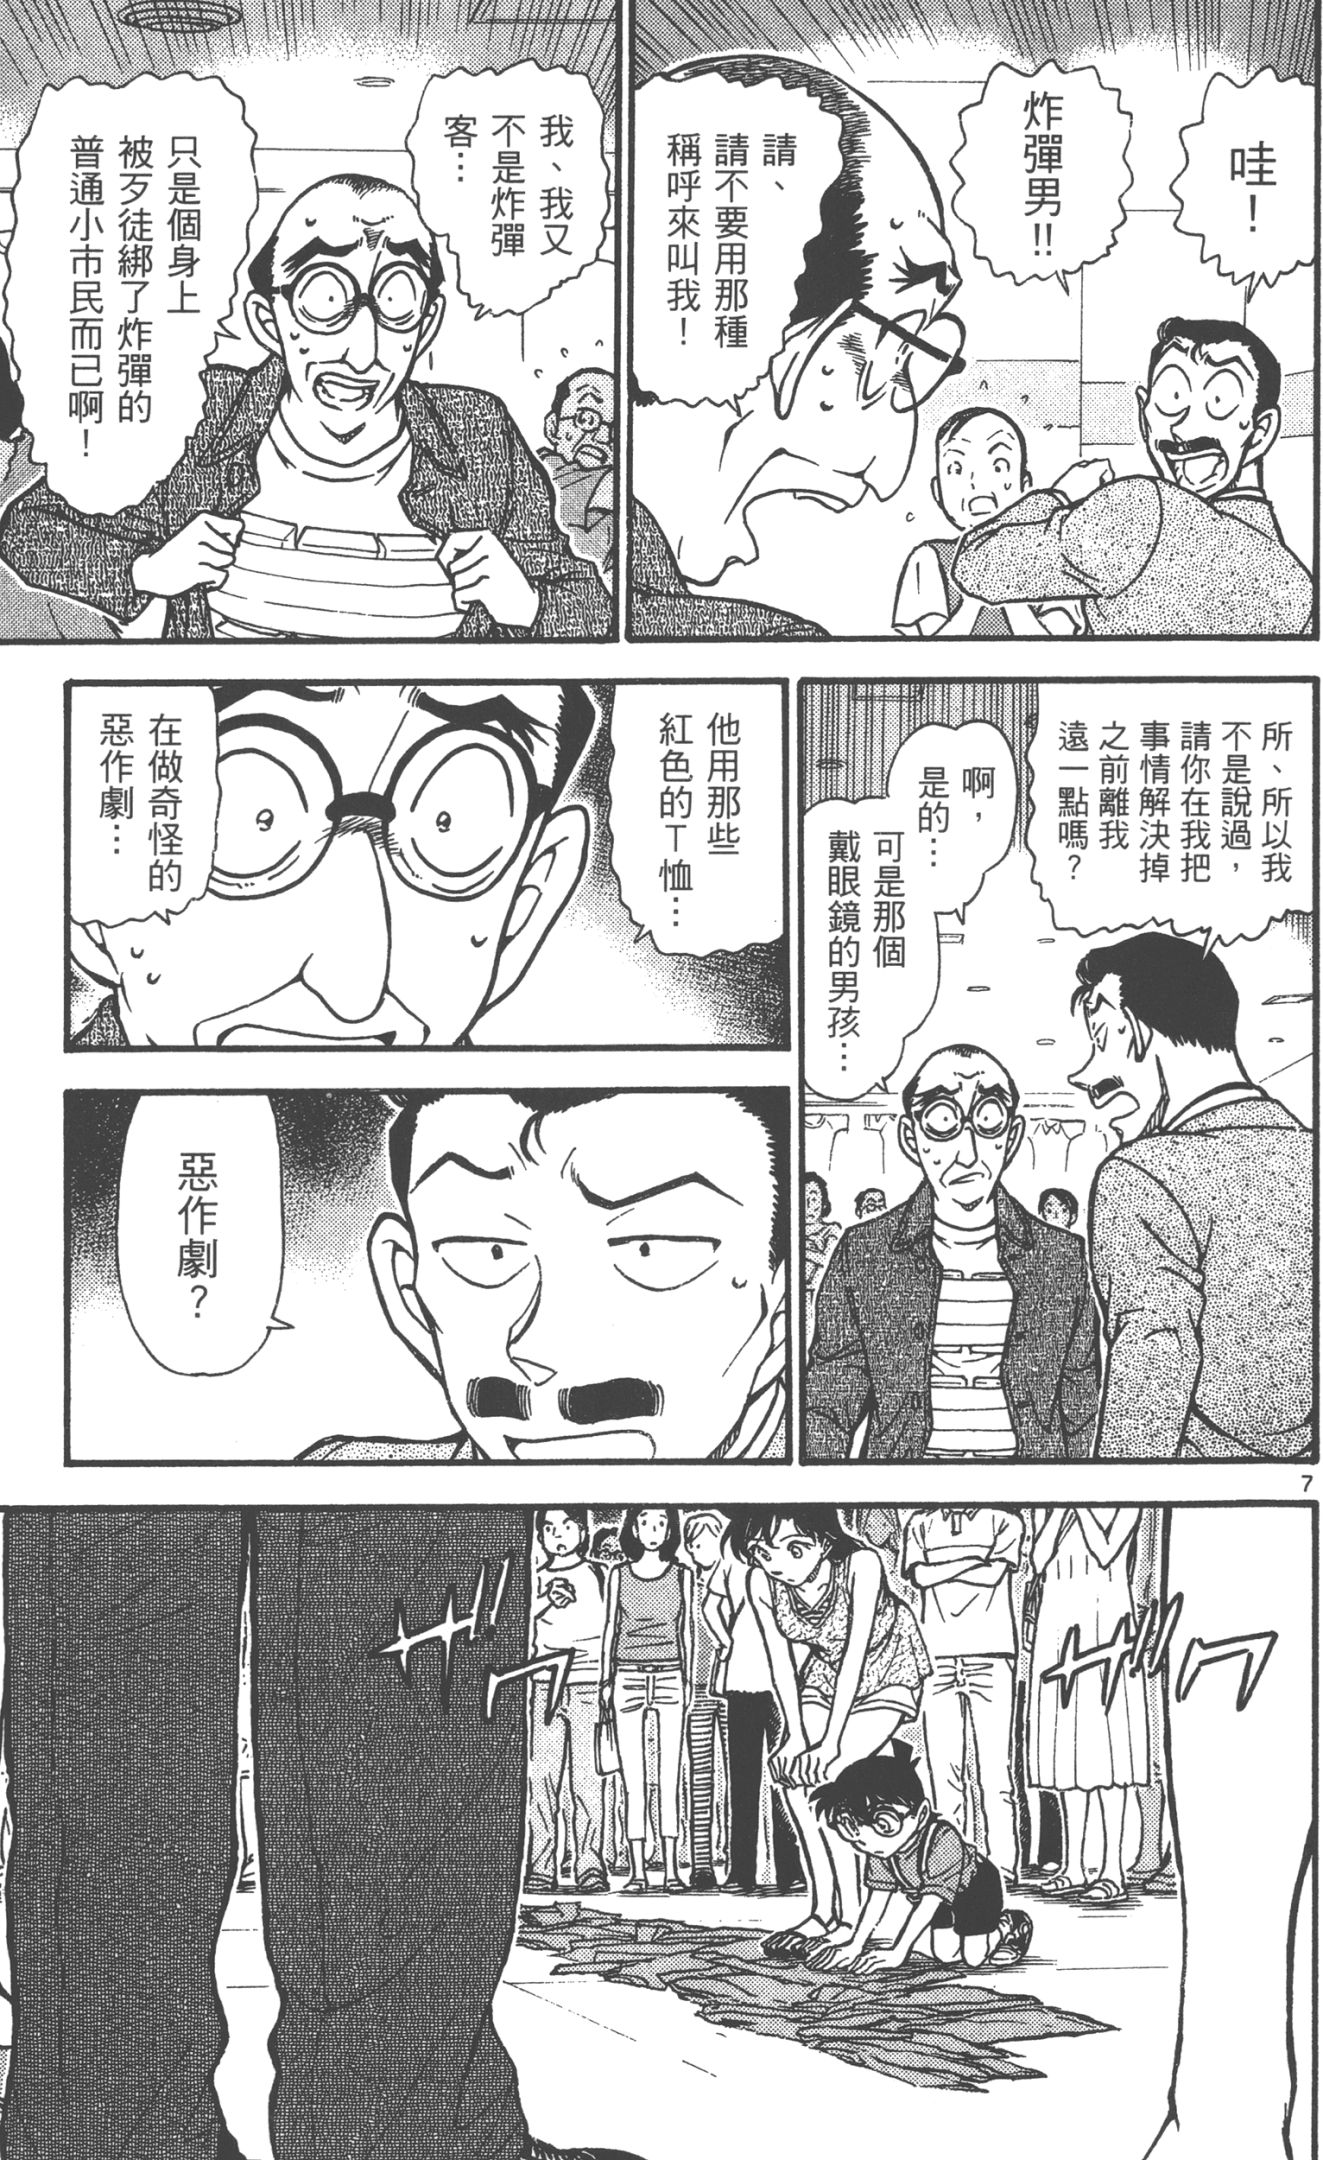 哇！
炸彈男!!
請、
請不要用那種
稱呼來叫我！
我、我又
不是炸彈
客…
只是個身上
被歹徒綁了炸彈的
普通小市民而已啊！
所、所以我
不是說過，
請你在我把
事情解決掉
之前離我
遠一點嗎？
啊，
是的…
可是那個
戴眼鏡的男孩…
他用那些
紅色的T恤…
在做奇怪的
惡作劇…
惡作劇？
7
ザワ
ザワ